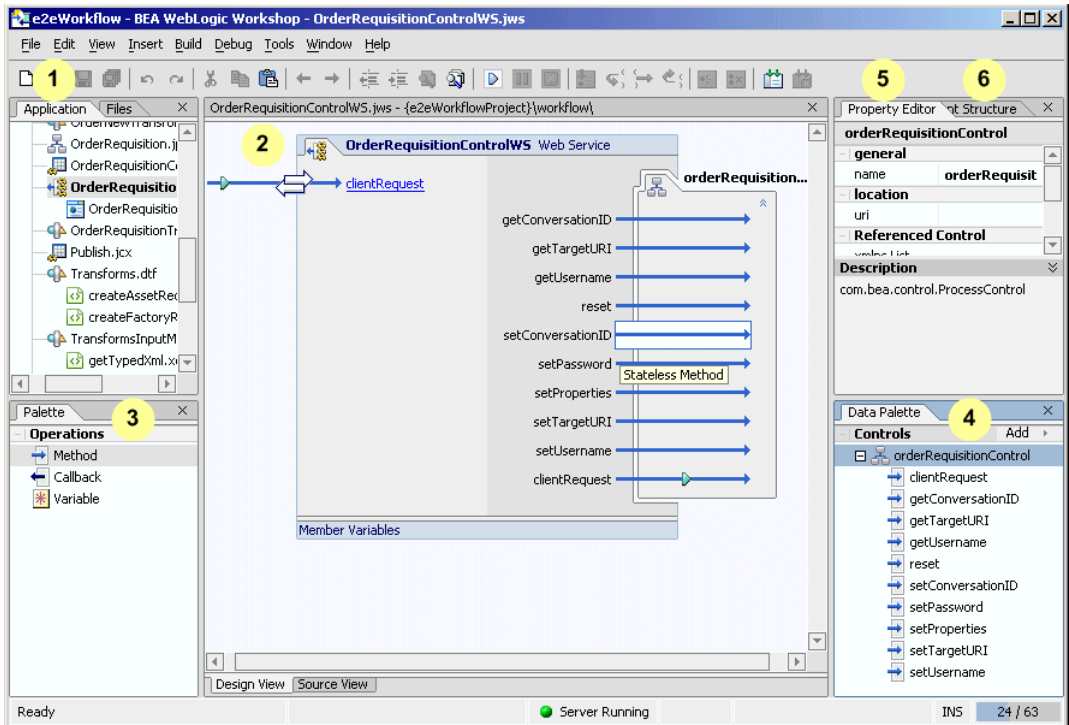 e2eWorkflow - BEA WebLogic Workshop - OrderRequisitionControlWS.jws
File Edit View Insert Build Debug Tools Window Help
1
5
6
Application Files
OrderRequisitionControlWS.jws - {e2eWorkflowProject}\workflow\
Property Editor nt Structure
OrderNewTransfor
OrderRequisition.j
OrderRequisitionC
OrderRequisitio
OrderRequisitio
OrderRequisitionTr
Publish.jcx
Transforms.dtf
createAssetRec
createFactoryR
TransformsInputM
getTypedXml.x
2
OrderRequisitionControlWS Web Service
clientRequest
orderRequisition...
getConversationID
getTargetURI
getUsername
reset
setConversationID
setPassword
Stateless Method
setProperties
setTargetURI
setUsername
clientRequest
Member Variables
Design View Source View
orderRequisitionControl
general
name orderRequisit
location
uri
Referenced Control
xmlns List
Description
com.bea.control.ProcessControl
Palette
3
Operations
Method
Callback
Variable
Data Palette
4
Controls Add
orderRequisitionControl
clientRequest
getConversationID
getTargetURI
getUsername
reset
setConversationID
setPassword
setProperties
setTargetURI
setUsername
Ready
Server Running
INS 24 / 63